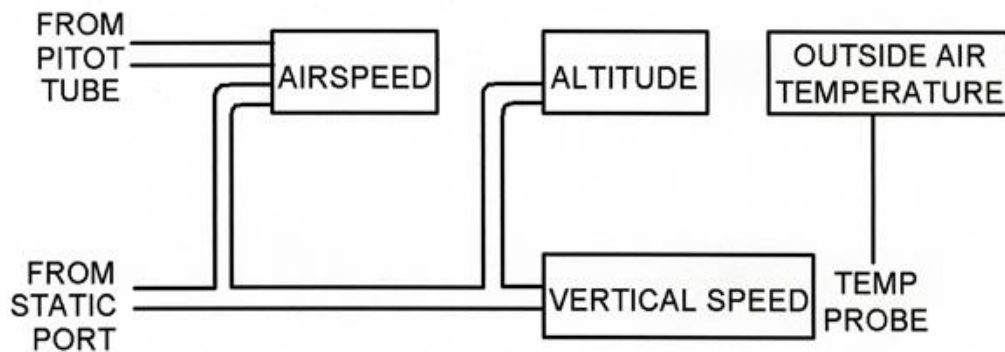 FROM
PITOT
TUBE
AIRSPEED
ALTITUDE
OUTSIDE AIR
TEMPERATURE
FROM
STATIC
PORT
VERTICAL SPEED
TEMP
PROBE